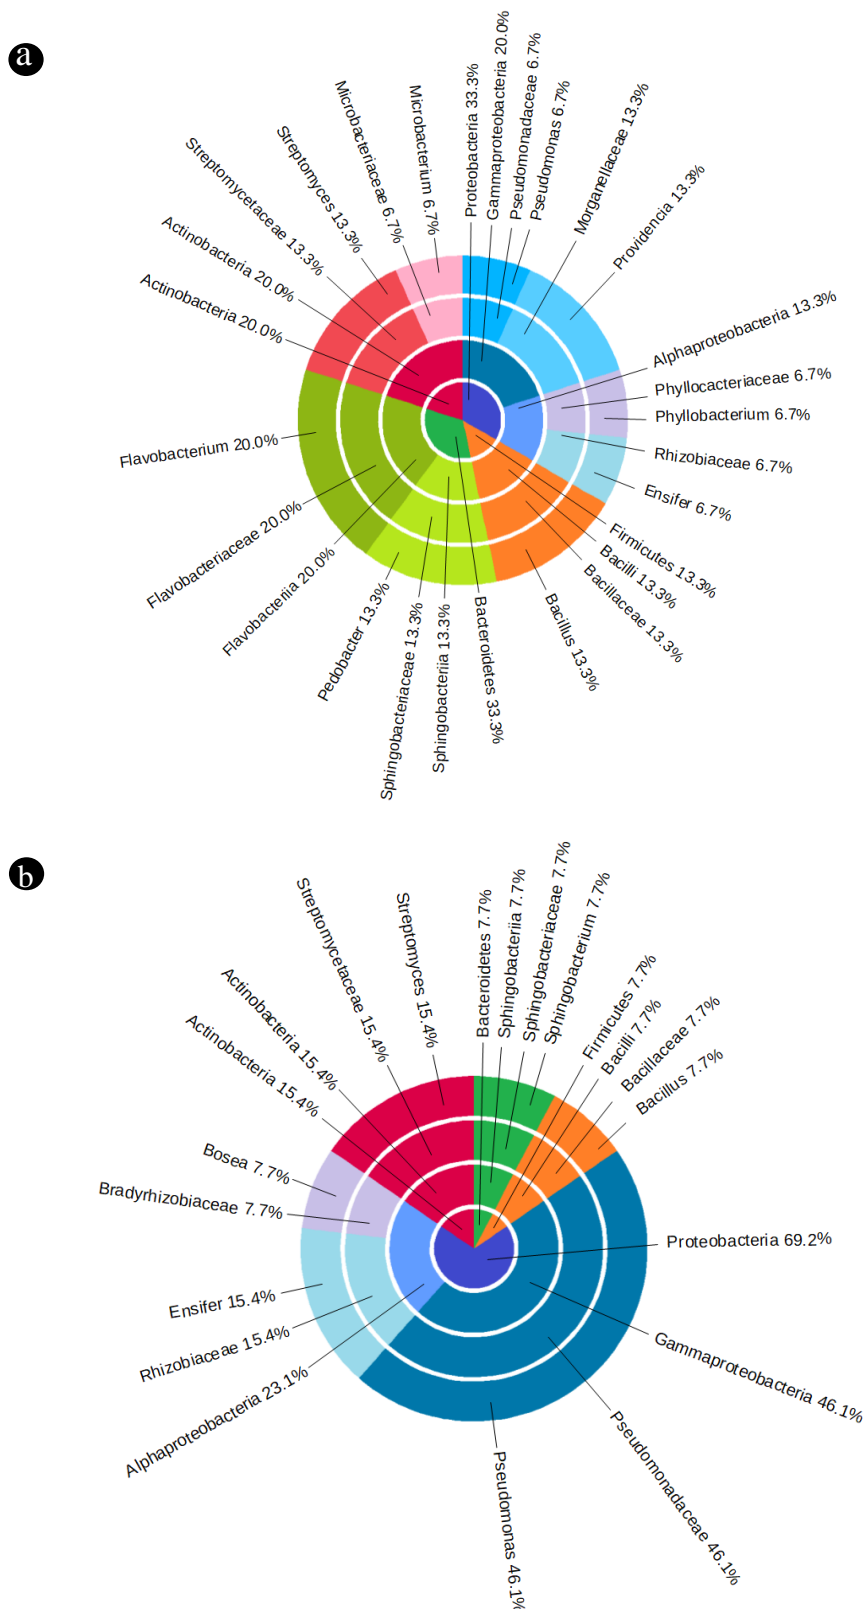 a
Proteobacteria 33.3%
Gammaproteobacteria 20.0%
Pseudomonadaceae 6.7%
Pseudomonas 6.7%
Morganellaceae 13.3%
Providencia 13.3%
Alphaproteobacteria 13.3%
Phyllocacteriaceae 6.7%
Phyllobacterium 6.7%
Rhizobiaceae 6.7%
Ensifer 6.7%
Firmicutes 13.3%
Bacilli 13.3%
Bacillaceae 13.3%
Bacillus 13.3%
Bacteroidetes 33.3%
Sphingobacteriia 13.3%
Sphingobacteriaceae 13.3%
Pedobacter 13.3%
Flavobacteriia 20.0%
Flavobacteriaceae 20.0%
Flavobacterium 20.0%
Actinobacteria 20.0%
Actinobacteria 20.0%
Streptomycetaceae 13.3%
Streptomyces 13.3%
Microbacteriaceae 6.7%
Microbacterium 6.7%
b
Bacteroidetes 7.7%
Sphingobacteriia 7.7%
Sphingobacteriaceae 7.7%
Sphingobacterium 7.7%
Firmicutes 7.7%
Bacilli 7.7%
Bacillaceae 7.7%
Bacillus 7.7%
Proteobacteria 69.2%
Gammaproteobacteria 46.1%
Pseudomonadaceae 46.1%
Pseudomonas 46.1%
Alphaproteobacteria 23.1%
Rhizobiaceae 15.4%
Ensifer 15.4%
Bradyrhizobiaceae 7.7%
Bosea 7.7%
Actinobacteria 15.4%
Actinobacteria 15.4%
Streptomycetaceae 15.4%
Streptomyces 15.4%